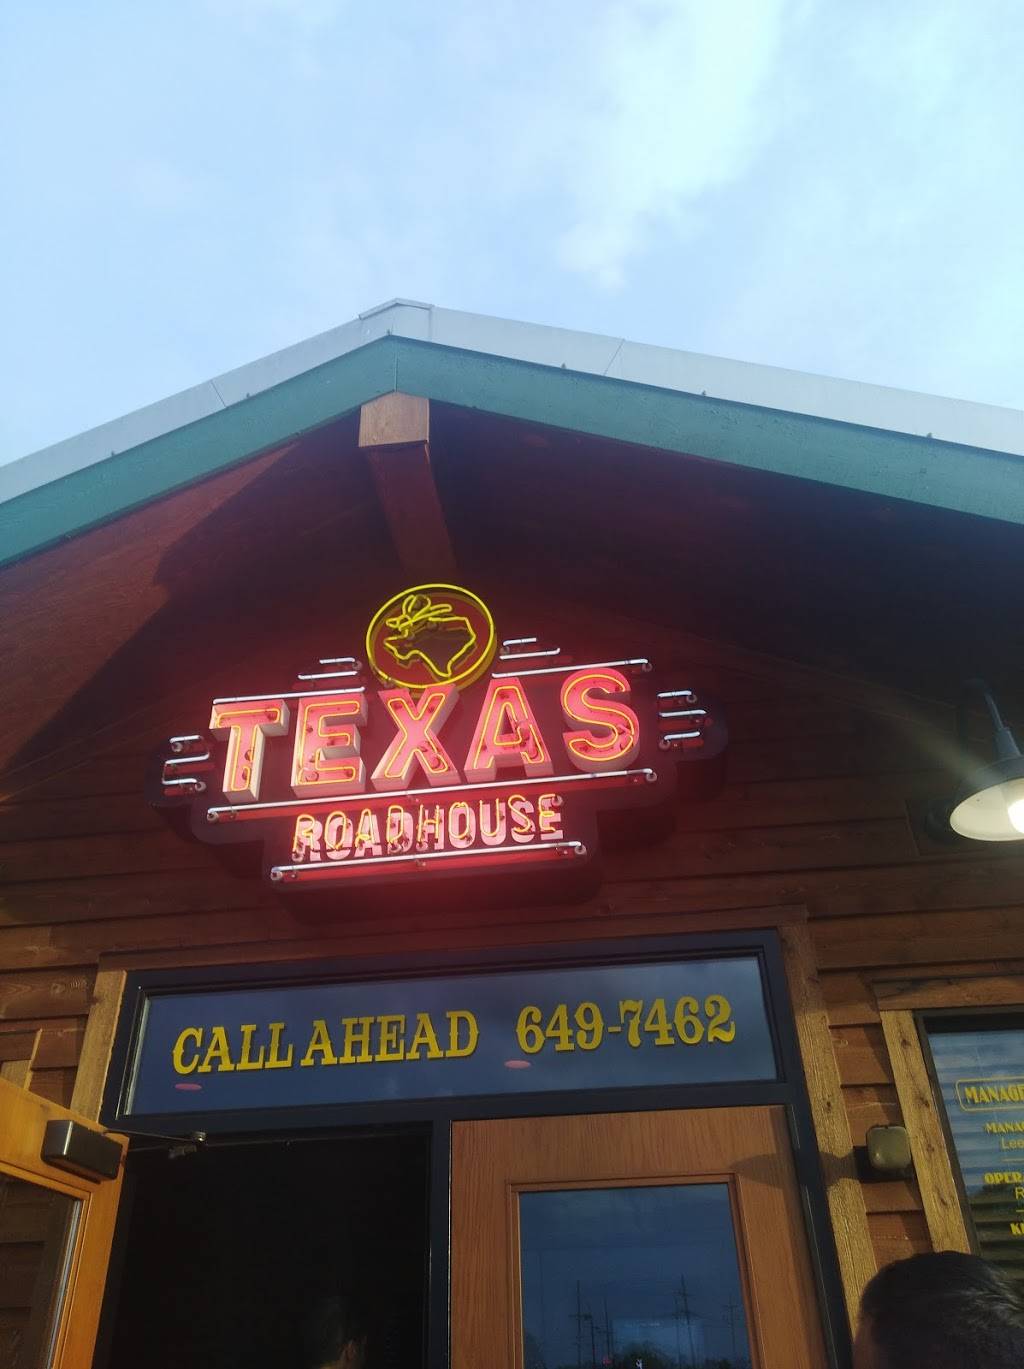 TEXAS
ROADHOUSE
CALL AHEAD 649-7462